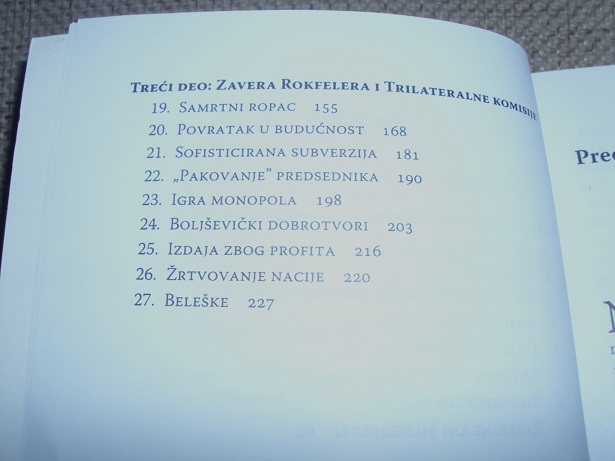 Treći deo: Zavera Rokfelera i Trilateralne komisije
19. Samrtni ropac 155
20. Povratak u budućnost 168
21. Sofisticirana subverzija 181
22. „Pakovanje” predsednika 190
23. Igra monopola 198
24. Boljševički dobrotvori 203
25. Izdaja zbog profita 216
26. Žrtvovanje nacije 220
27. Beleške 227